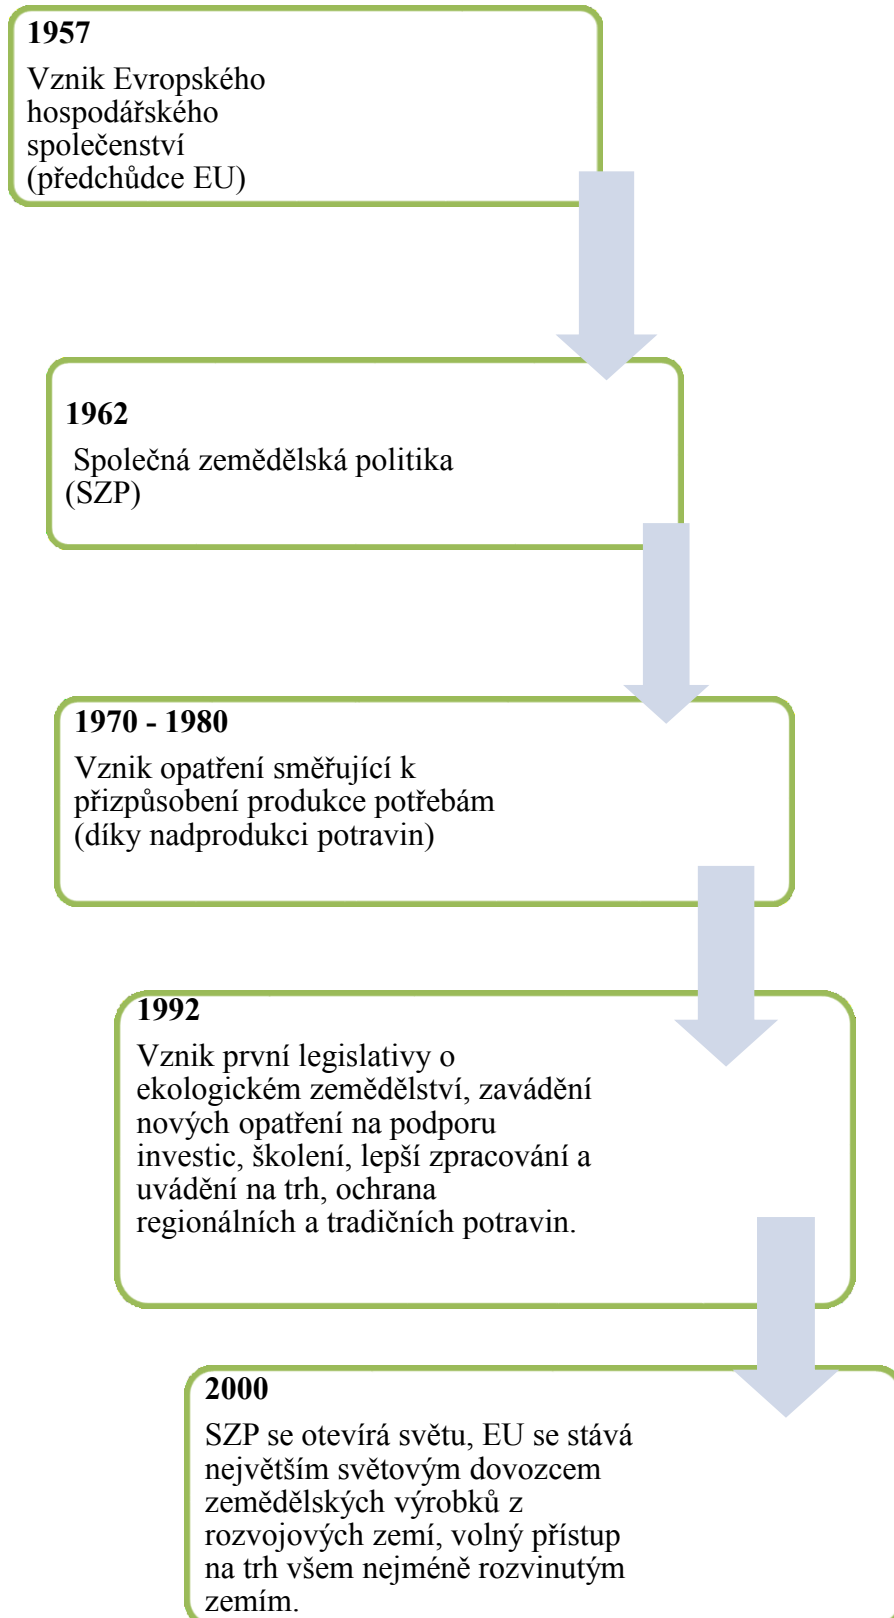 1957
Vznik Evropského
hospodářského
společenství
(předchůdce EU)
1962
Společná zemědělská politika
(SZP)
1970 - 1980
Vznik opatření směřující k
přizpůsobení produkce potřebám
(díky nadprodukci potravin)
1992
Vznik první legislativy o
ekologickém zemědělství, zavádění
nových opatření na podporu
investic, školení, lepší zpracování a
uvádění na trh, ochrana
regionálních a tradičních potravin.
2000
SZP se otevírá světu, EU se stává
největším světovým dovozcem
zemědělských výrobků z
rozvojových zemí, volný přístup
na trh všem nejméně rozvinutým
zemím.